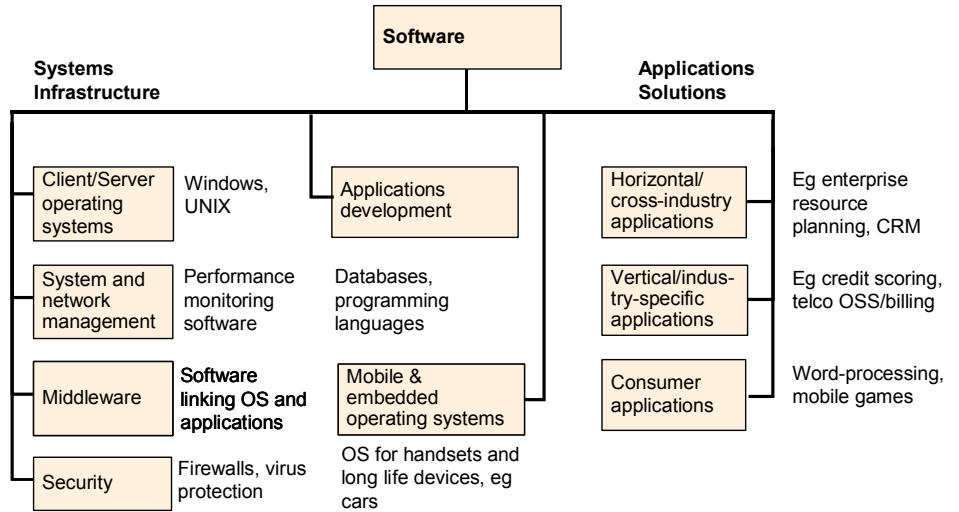 Software
Systems
Infrastructure
Applications
Solutions
Client/Server
operating
systems
Windows,
UNIX
System and
network
management
Performance
monitoring
software
Middleware
Software
linking OS and
applications
Security
Firewalls, virus
protection
Applications
development
Databases,
programming
languages
Mobile &
embedded
operating systems
OS for handsets and
long life devices, eg
cars
Horizontal/
cross-industry
applications
Eg enterprise
resource
planning, CRM
Vertical/indus-
try-specific
applications
Eg credit scoring,
telco OSS/billing
Consumer
applications
Word-processing,
mobile games